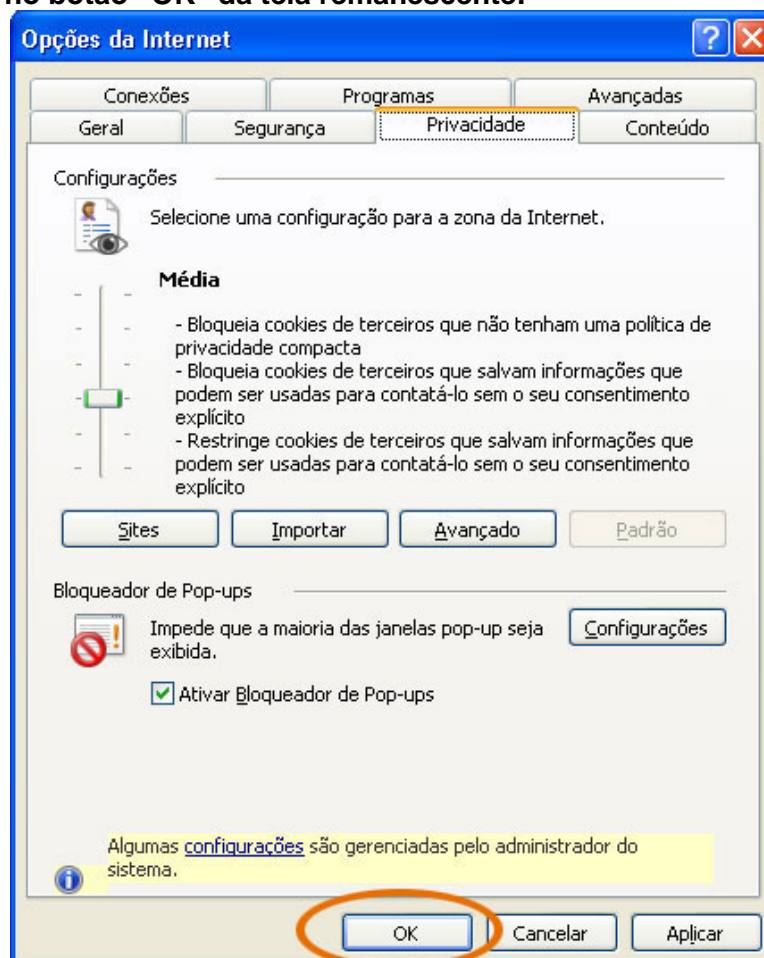 no botão "OK" da tela remanescente.
Opções da Internet
Conexões Programas Avançadas
Geral Segurança Privacidade Conteúdo
Configurações
Selecione uma configuração para a zona da Internet.
Média
- Bloqueia cookies de terceiros que não tenham uma política de
privacidade compacta
- Bloqueia cookies de terceiros que salvam informações que
podem ser usadas para contatá-lo sem o seu consentimento
explícito
- Restringe cookies de terceiros que salvam informações que
podem ser usadas para contatá-lo sem o seu consentimento
explícito
Sites Importar Avançado Padrão
Bloqueador de Pop-ups
Impede que a maioria das janelas pop-up seja
exibida.
Configurações
Ativar Bloqueador de Pop-ups
Algumas configurações são gerenciadas pelo administrador do
sistema.
OK Cancelar Aplicar